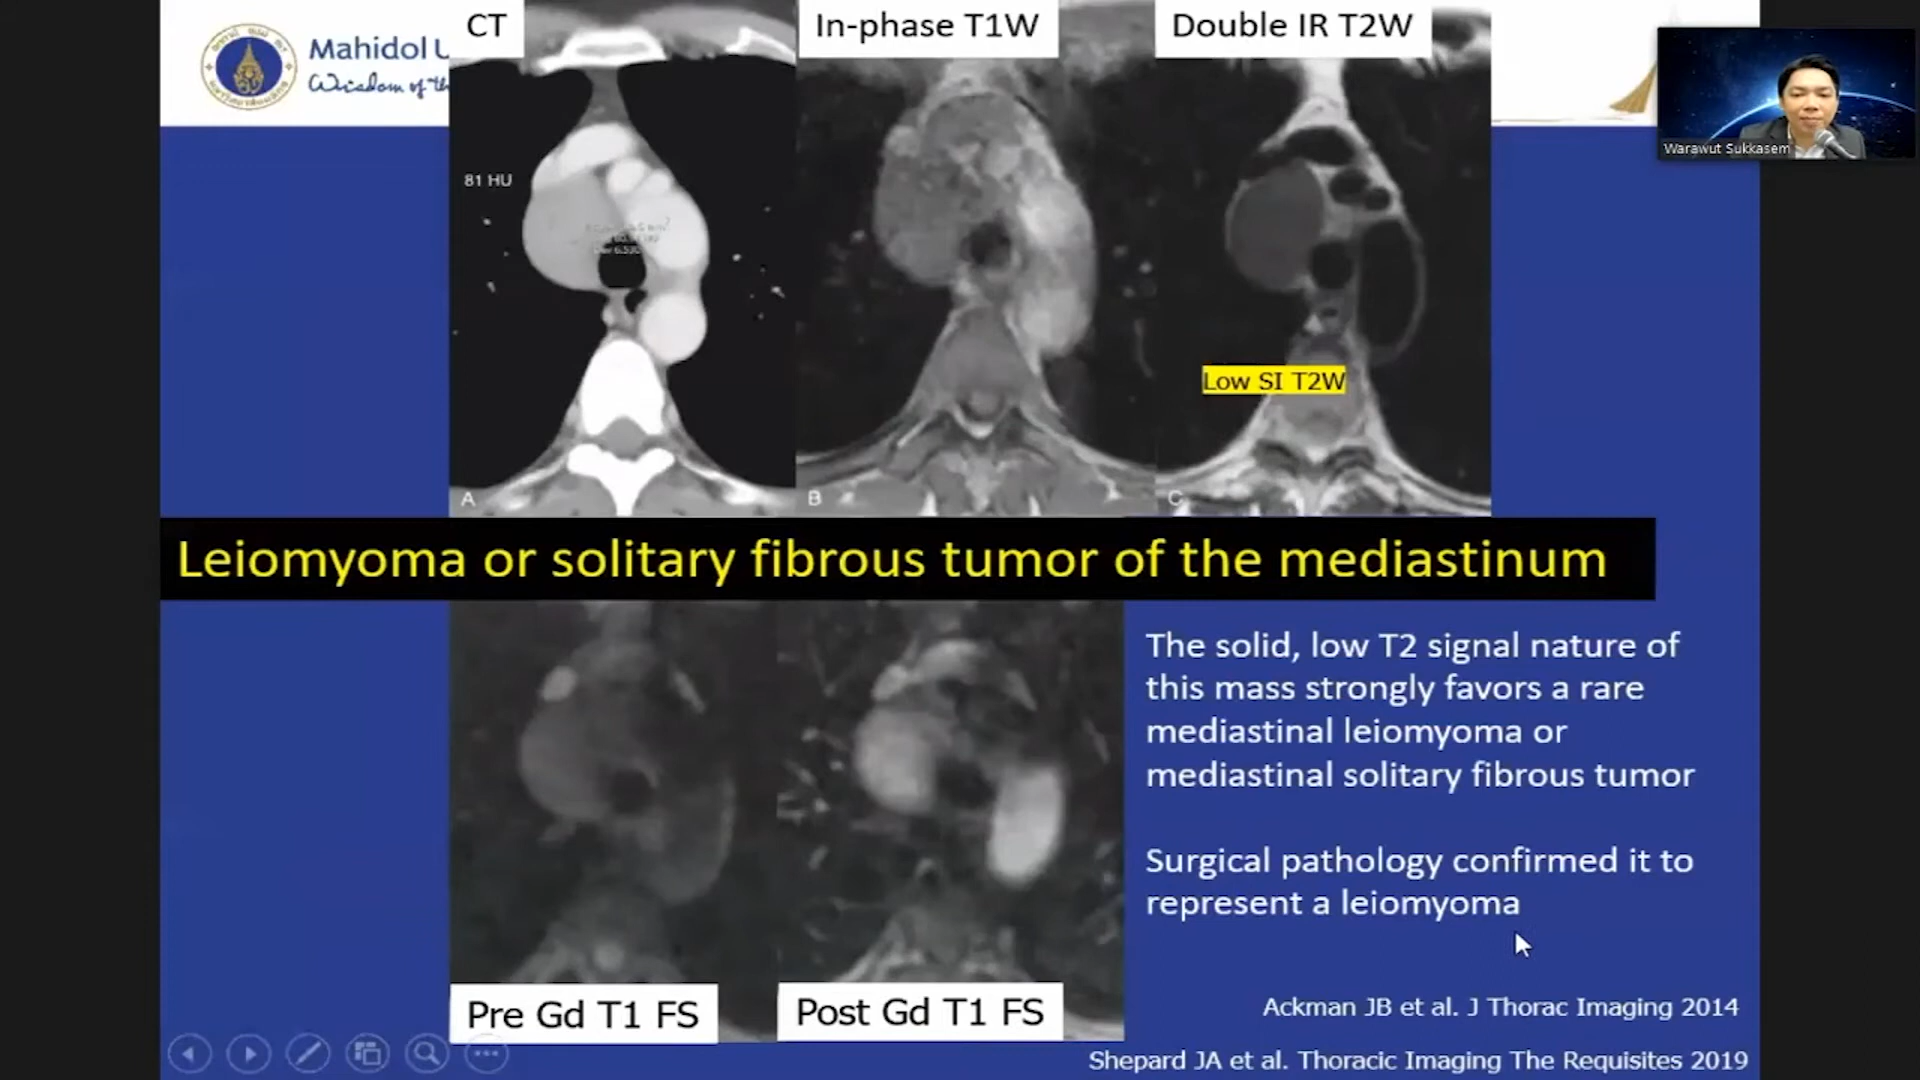 Mahidol U
Wisdom of th
CT
In-phase T1W
Double IR T2W
Warawut Sukkasem
81 HU
Low SI T2W
A
B
C
Leiomyoma or solitary fibrous tumor of the mediastinum
The solid, low T2 signal nature of
this mass strongly favors a rare
mediastinal leiomyoma or
mediastinal solitary fibrous tumor
Surgical pathology confirmed it to
represent a leiomyoma
Pre Gd T1 FS
Post Gd T1 FS
Ackman JB et al. J Thorac Imaging 2014
Shepard JA et al. Thoracic Imaging The Requisites 2019